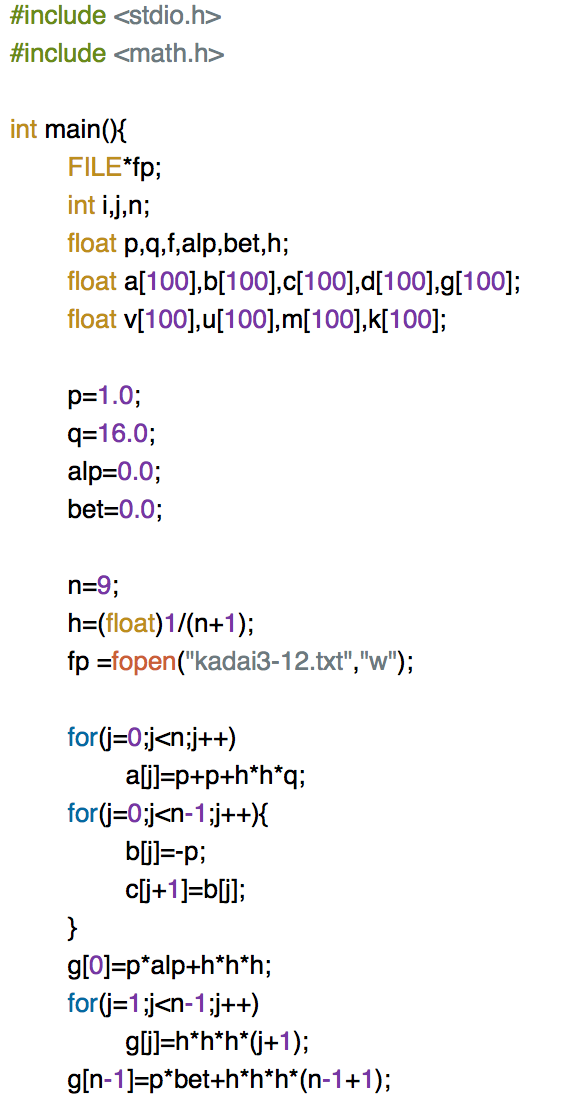 #include <stdio.h>
#include <math.h>
int main(){
FILE*fp;
int i,j,n;
float p,q,f,alp,bet,h;
float a[100],b[100],c[100],d[100],g[100];
float v[100],u[100],m[100],k[100];
p=1.0;
q=16.0;
alp=0.0;
bet=0.0;
n=9;
h=(float)1/(n+1);
fp =fopen("kadai3-12.txt","w");
for(j=0;j<n;j++)
a[j]=p+p+h*h*q;
for(j=0;j<n-1;j++){
b[j]=-p;
c[j+1]=b[j];
}
g[0]=p*alp+h*h*h;
for(j=1;j<n-1;j++)
g[j]=h*h*h*(j+1);
g[n-1]=p*bet+h*h*h*(n-1+1);